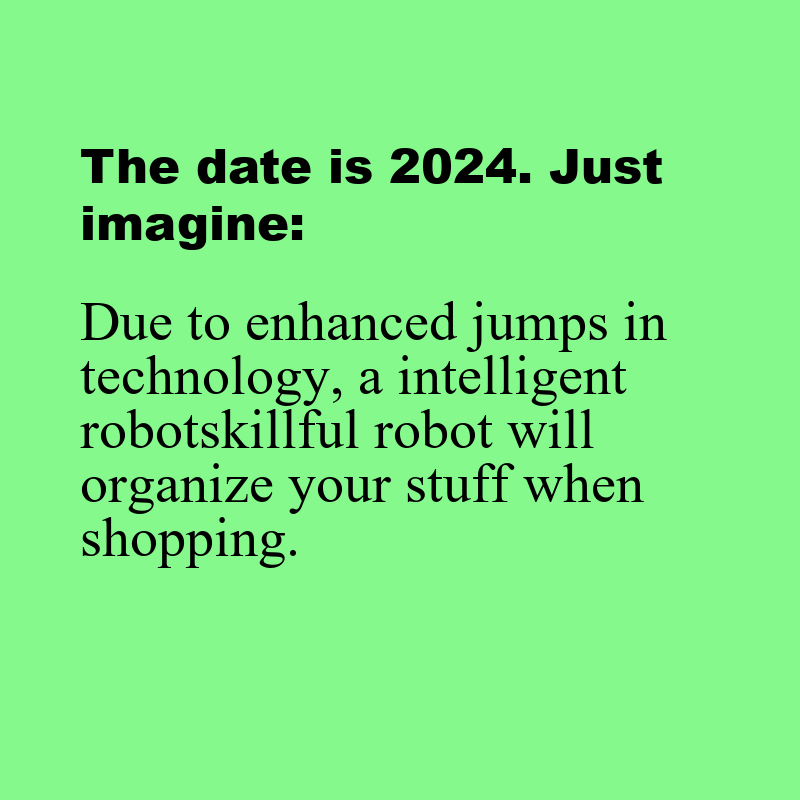 The date is 2024. Just
imagine:
Due to enhanced jumps in
technology, a intelligent
robotskillful robot will
organize your stuff when
shopping.